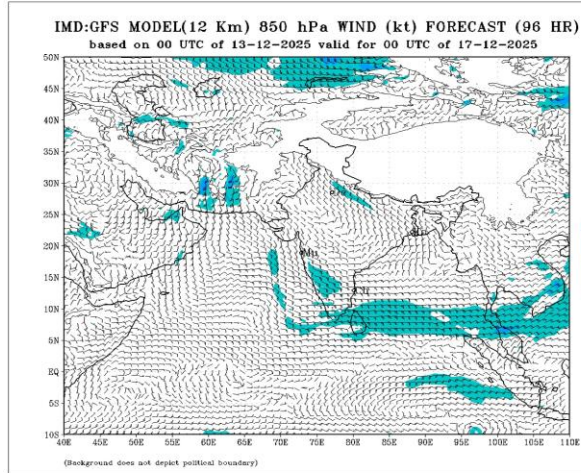 IMD:GFS MODEL(12 Km) 850 hPa WIND (kt) FORECAST (96 HR)
based on 00 UTC of 13-12-2025 valid for 00 UTC of 17-12-2025
50N
45N
40N
35N
30N
25N
20N
15N
10N
5N
EQ
5S
10S
Mu
40E 45E 50E 55E 60E 65E 70E 75E 80E 85E 90E 95E 100E 105E 110E
(Background does not depict political boundary)